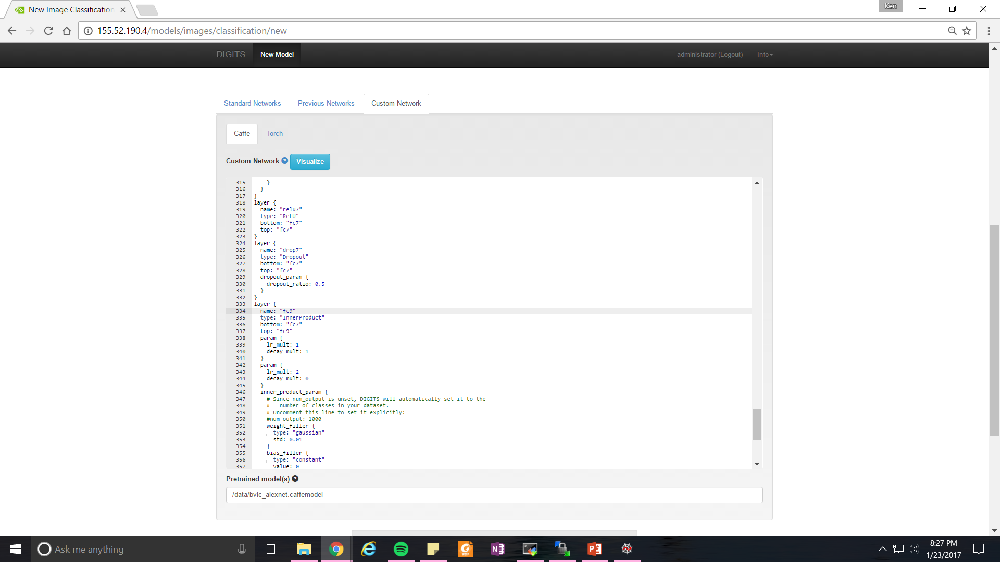 New Image Classification
Ken
155.52.190.4/models/images/classification/new
DIGITS New Model administrator (Logout) Info
Standard Networks Previous Networks Custom Network
Caffe Torch
Custom Network Visualize
315 }
316 }
317 }
318 layer {
319 name: "relu7"
320 type: "ReLU"
321 bottom: "fc7"
322 top: "fc7"
323 }
324 layer {
325 name: "drop7"
326 type: "Dropout"
327 bottom: "fc7"
328 top: "fc7"
329 dropout_param {
330 dropout_ratio: 0.5
331 }
332 }
333 layer {
334 name: "fc9"
335 type: "InnerProduct"
336 bottom: "fc7"
337 top: "fc9"
338 param {
339 lr_mult: 1
340 decay_mult: 1
341 }
342 param {
343 lr_mult: 2
344 decay_mult: 0
345 }
346 inner_product_param {
347 # Since num_output is unset, DIGITS will automatically set it to the
348 # number of classes in your dataset.
349 # Uncomment this line to set it explicitly:
350 #num_output: 1000
351 weight_filler {
352 type: "gaussian"
353 std: 0.01
354 }
355 bias_filler {
356 type: "constant"
357 value: 0
Pretrained model(s)
/data/bvlc_alexnet.caffemodel
Ask me anything
8:27 PM
1/23/2017